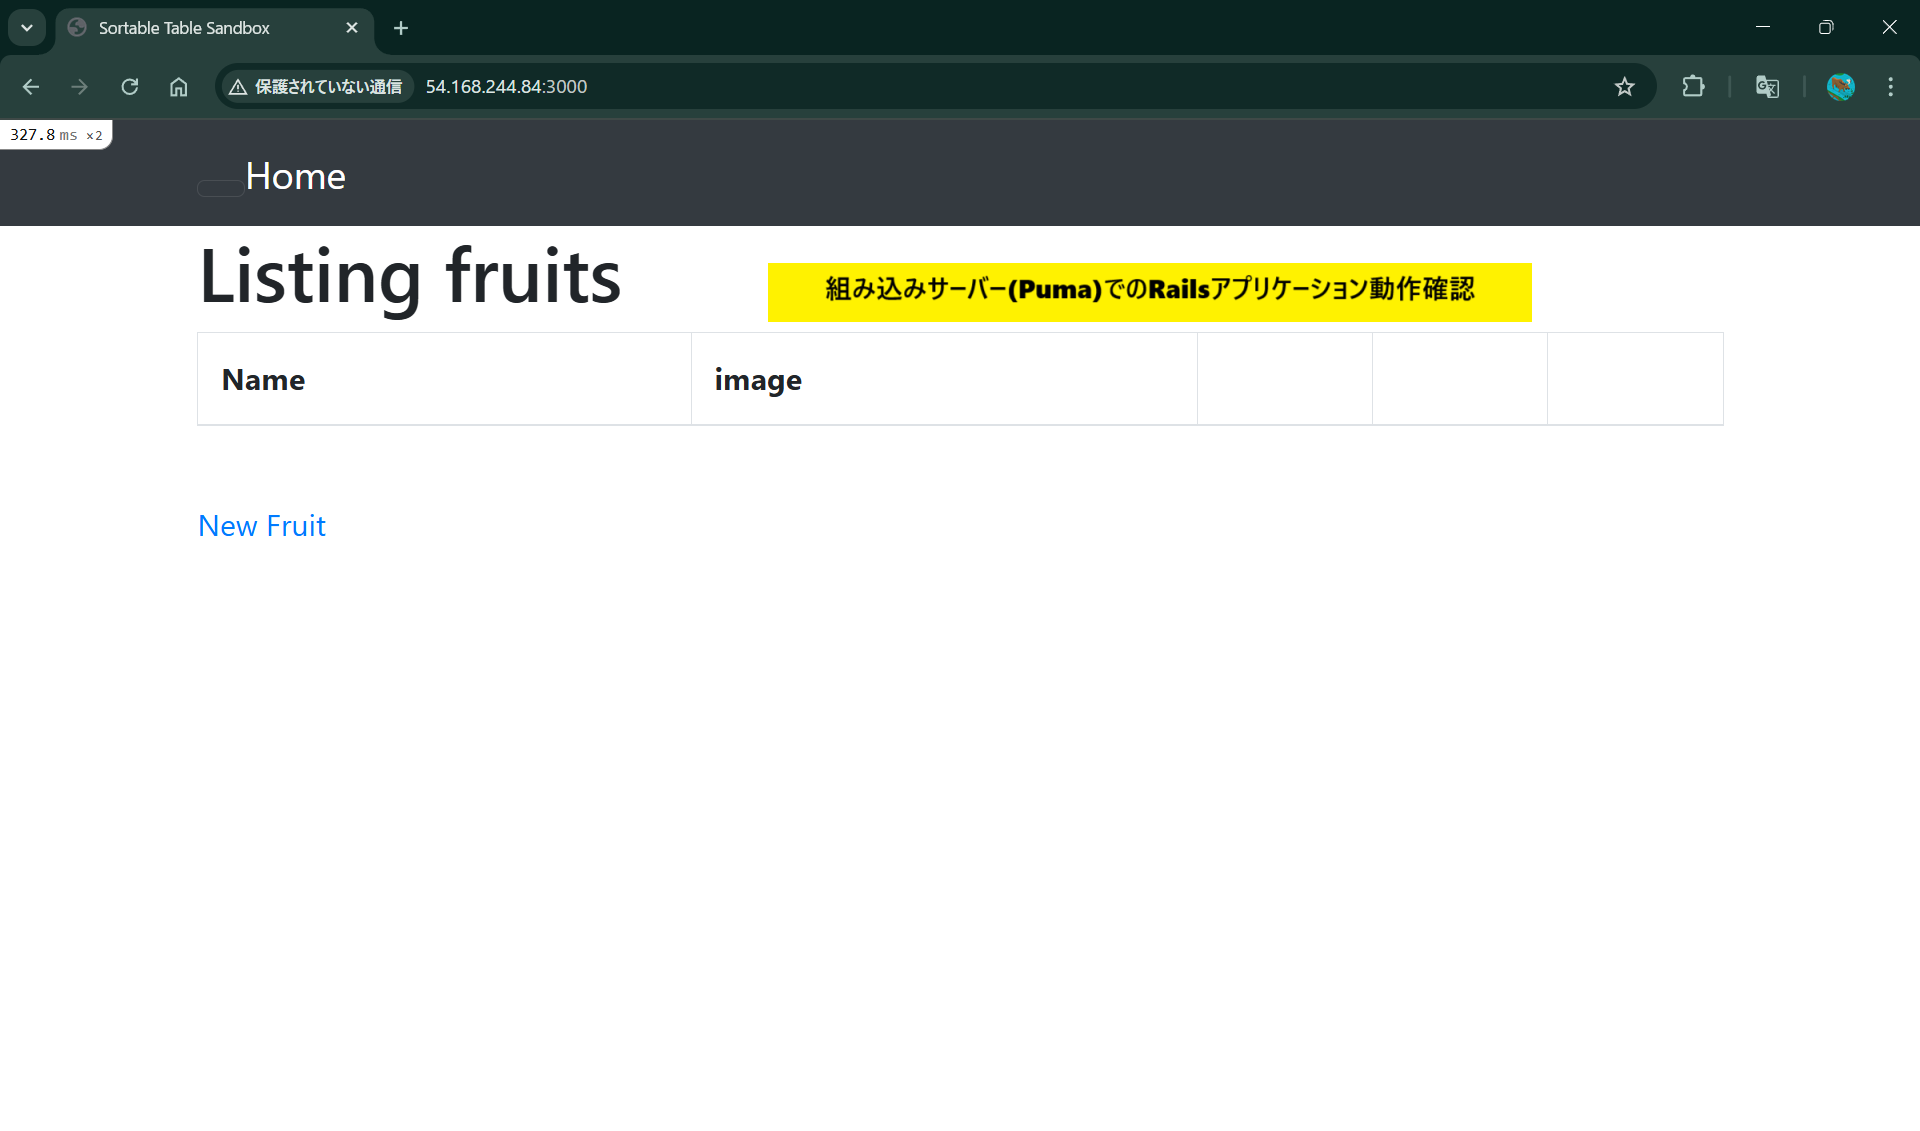 Sortable Table Sandbox
保護されていない通信 54.168.244.84:3000
327.8 ms ×2
Home
Listing fruits
組み込みサーバー(Puma)でのRailsアプリケーション動作確認
Name image
New Fruit